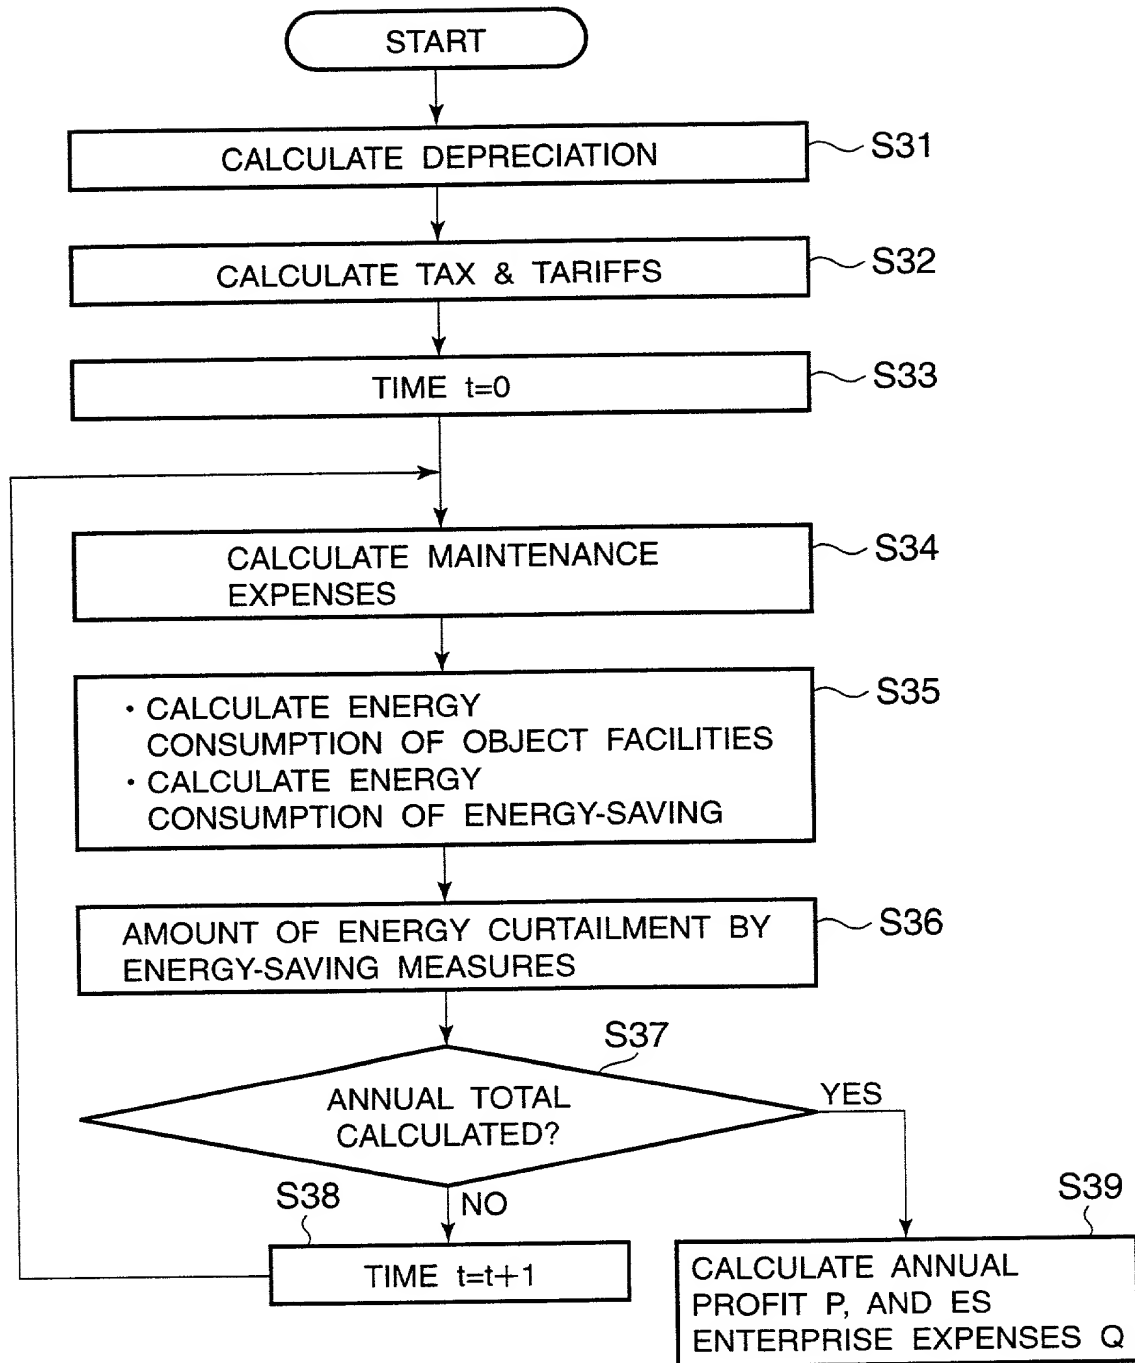 START
CALCULATE DEPRECIATION
S31
CALCULATE TAX & TARIFFS
S32
TIME t=0
S33
CALCULATE MAINTENANCE
EXPENSES
S34
・CALCULATE ENERGY
CONSUMPTION OF OBJECT FACILITIES
・CALCULATE ENERGY
CONSUMPTION OF ENERGY-SAVING
S35
AMOUNT OF ENERGY CURTAILMENT BY
ENERGY-SAVING MEASURES
S36
S37
ANNUAL TOTAL
CALCULATED?
YES
NO
S38
TIME t=t+1
S39
CALCULATE ANNUAL
PROFIT P, AND ES
ENTERPRISE EXPENSES Q